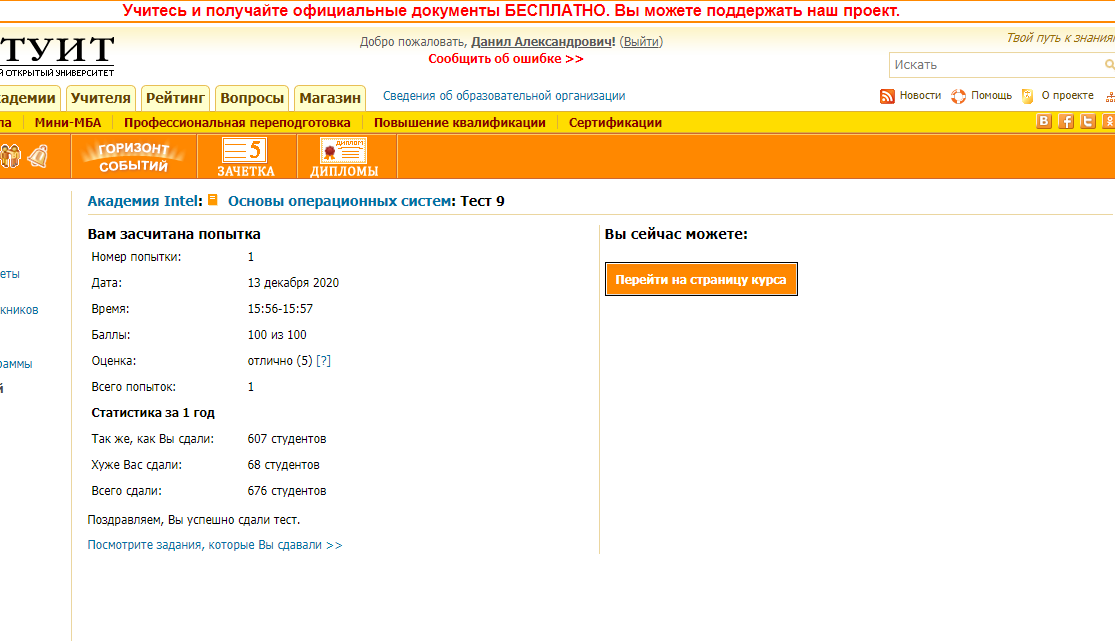 Учитесь и получайте официальные документы БЕСПЛАТНО. Вы можете поддержать наш проект.
ТУИТ
Й ОТКРЫТЫЙ УНИВЕРСИТЕТ
Добро пожаловать, Данил Александрович! (Выйти)
Сообщить об ошибке >>
Твой путь к знания
Искать
адемии Учителя Рейтинг Вопросы Магазин Сведения об образовательной организации
Новости Помощь О проекте
ла Мини-МБА Профессиональная переподготовка Повышение квалификации Сертификации
ГОРИЗОНТ СОБЫТИЙ
5 ЗАЧЕТКА
ДИПЛОМ ДИПЛОМЫ
Академия Intel: Основы операционных систем: Тест 9
Вам засчитана попытка
Номер попытки: 1
Дата: 13 декабря 2020
Время: 15:56-15:57
Баллы: 100 из 100
Оценка: отлично (5) [?]
Всего попыток: 1
Статистика за 1 год
Так же, как Вы сдали: 607 студентов
Хуже Вас сдали: 68 студентов
Всего сдали: 676 студентов
Поздравляем, Вы успешно сдали тест.
Посмотрите задания, которые Вы сдавали >>
Вы сейчас можете:
Перейти на страницу курса
еты
кников
раммы
й